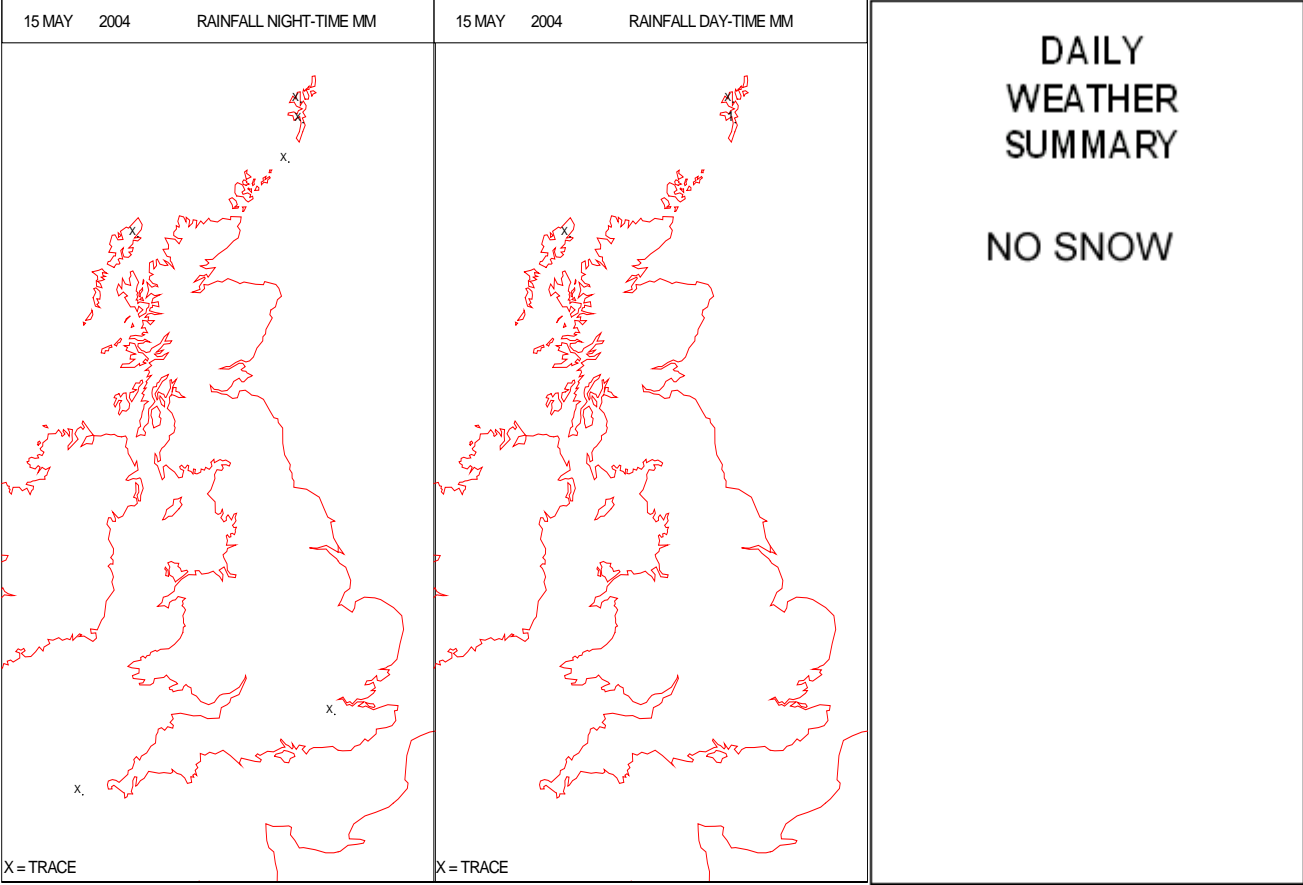 15 MAY 2004 RAINFALL NIGHT-TIME MM
X
X
X.
X
X.
X.
X = TRACE
15 MAY 2004 RAINFALL DAY-TIME MM
X
1
X
X = TRACE
DAILY
WEATHER
SUMMARY
NO SNOW